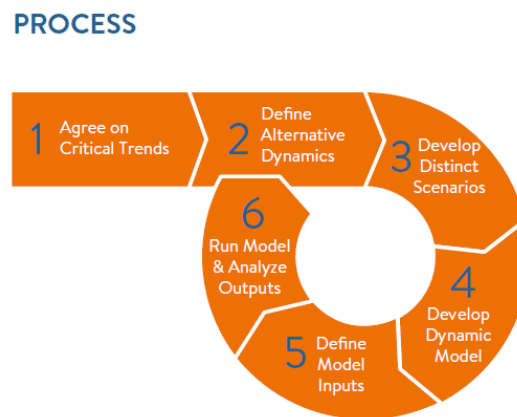 PROCESS
1 Agree on
Critical Trends
2 Define
Alternative
Dynamics
3 Develop
Distinct
Scenarios
4
Develop
Dynamic
Model
5 Define
Model
Inputs
6
Run Model
& Analyze
Outputs